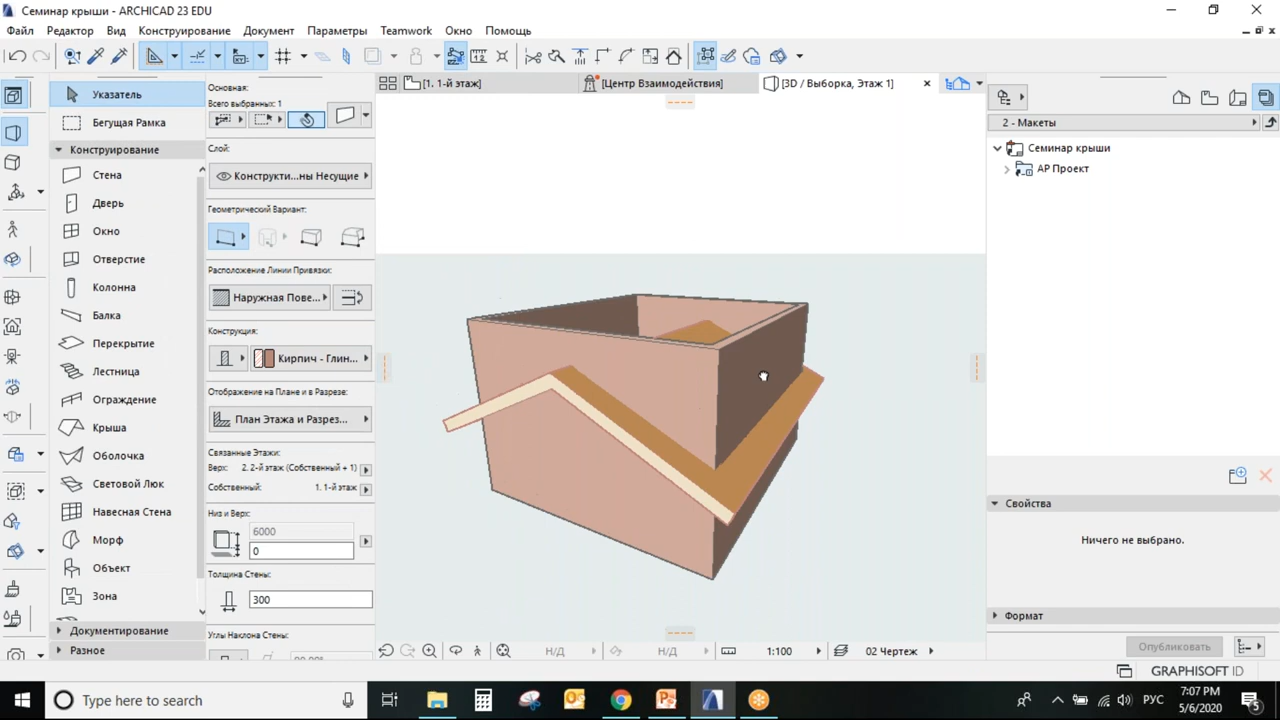 Семинар крыши - ARCHICAD 23 EDU
Файл Редактор Вид Конструирование Документ Параметры Teamwork Окно Помощь
[1. 1-й этаж]
[Центр Взаимодействия]
[3D / Выборка, Этаж 1]
Указатель
Бегущая Рамка
Конструирование
Стена
Дверь
Окно
Отверстие
Колонна
Балка
Перекрытие
Лестница
Ограждение
Крыша
Оболочка
Световой Люк
Навесная Стена
Морф
Объект
Зона
Документирование
Разное
Основная:
Всего выбранных: 1
Слой:
Конструкти...ны Несущие
Геометрический Вариант:
Расположение Линии Привязки:
Наружная Пове...
Конструкция:
Кирпич - Глин...
Отображение на Плане и в Разрезе:
План Этажа и Разрез...
Связанные Этажи:
Верх: 2. 2-й этаж (Собственный + 1)
Собственный: 1. 1-й этаж
Низ и Верх:
6000
0
Толщина Стены:
300
Углы Наклона Стены:
Н/Д
Н/Д
1:100
02 Чертеж
2 - Макеты
Семинар крыши
АР Проект
Свойства
Ничего не выбрано.
Формат
Опубликовать
GRAPHISOFT ID
Type here to search
РУС
7:07 PM
5/6/2020
5